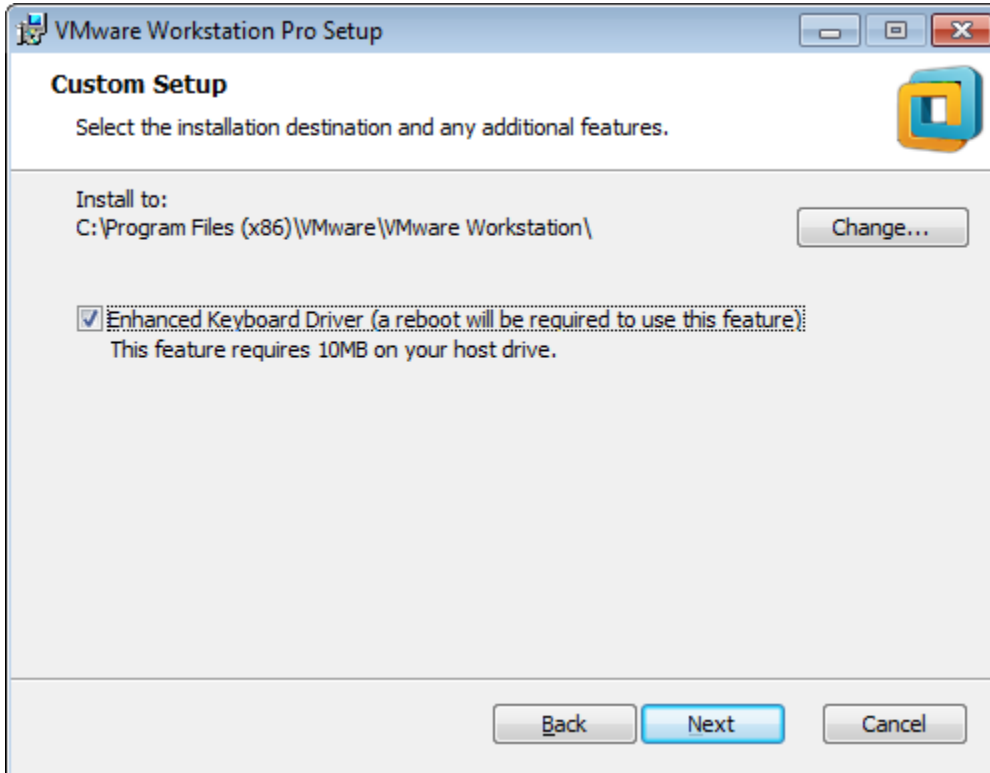 VMware Workstation Pro Setup
Custom Setup
Select the installation destination and any additional features.
Install to:
C:\Program Files (x86)\VMware\VMware Workstation\
Change...
Enhanced Keyboard Driver (a reboot will be required to use this feature)
This feature requires 10MB on your host drive.
Back Next Cancel